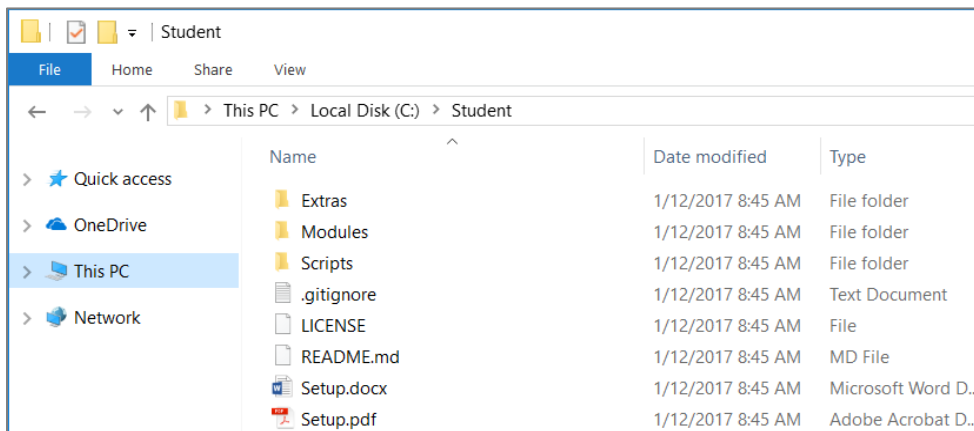 Student
File Home Share View
This PC > Local Disk (C:) > Student
Name Date modified Type
Quick access
OneDrive
This PC
Network
Extras 1/12/2017 8:45 AM File folder
Modules 1/12/2017 8:45 AM File folder
Scripts 1/12/2017 8:45 AM File folder
.gitignore 1/12/2017 8:45 AM Text Document
LICENSE 1/12/2017 8:45 AM File
README.md 1/12/2017 8:45 AM MD File
Setup.docx 1/12/2017 8:45 AM Microsoft Word D...
Setup.pdf 1/12/2017 8:45 AM Adobe Acrobat D...